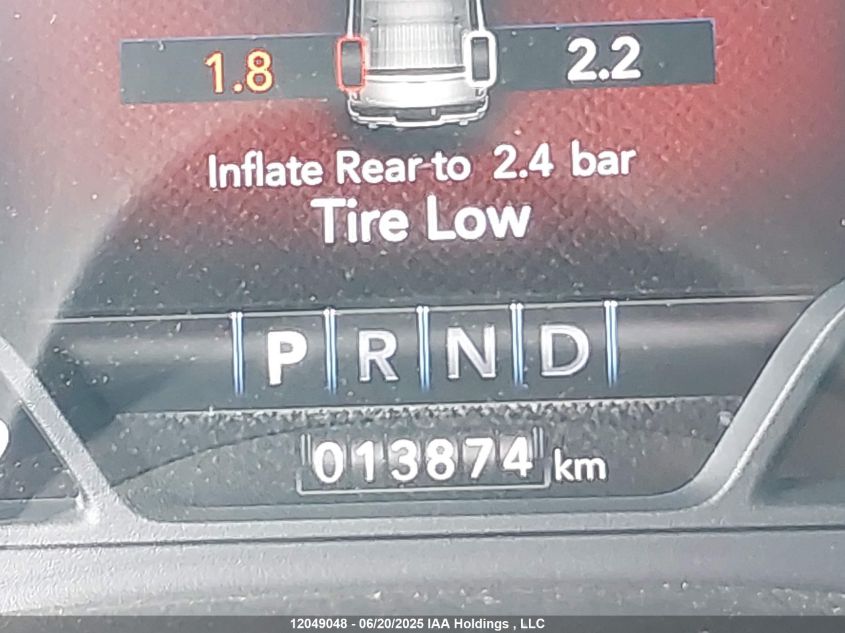 1.8 2.2
Inflate Rear to 2.4 bar
Tire Low
P R N D
013874 km
12049048 - 06/20/2025 IAA Holdings , LLC